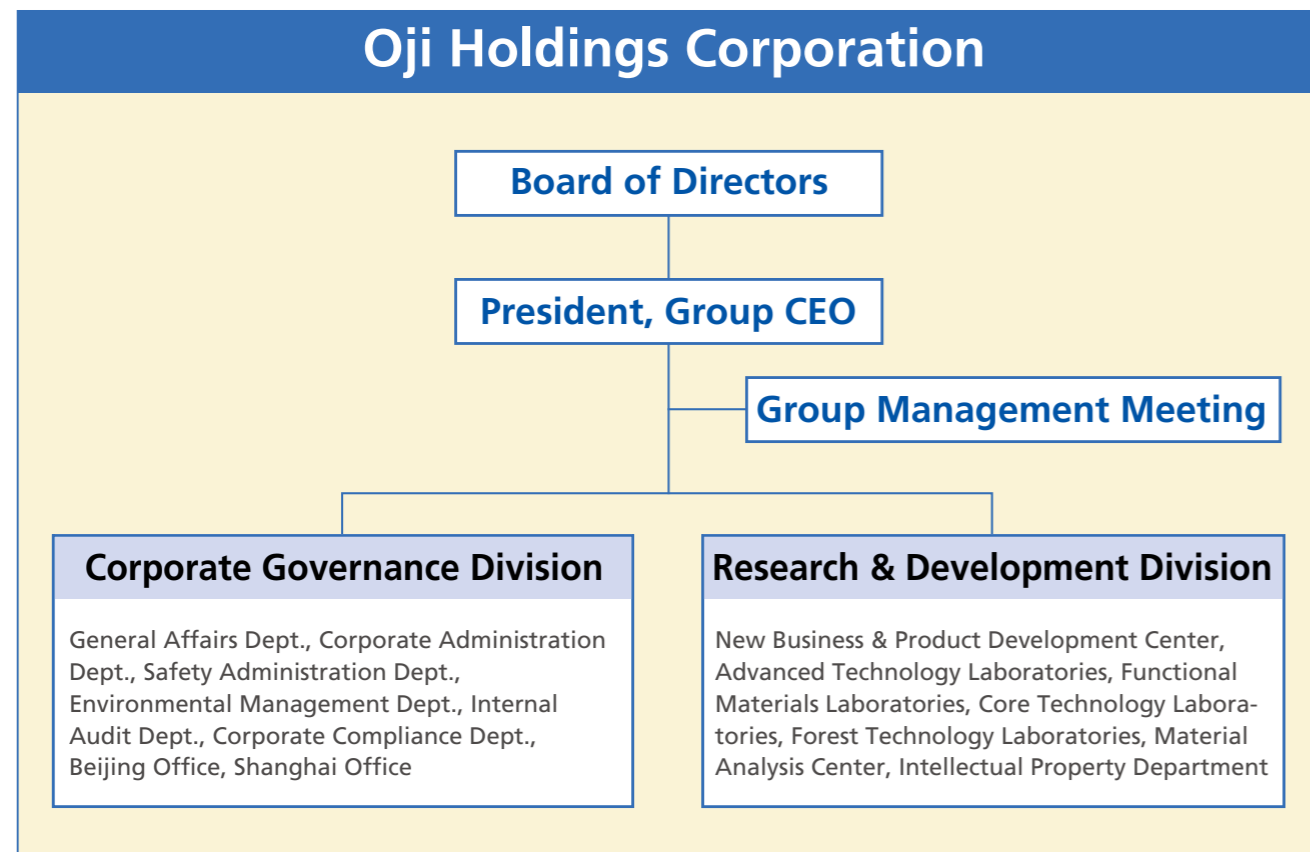 Oji Holdings Corporation
Board of Directors
President, Group CEO
Group Management Meeting
Corporate Governance Division
General Affairs Dept., Corporate Administration
Dept., Safety Administration Dept.,
Environmental Management Dept., Internal
Audit Dept., Corporate Compliance Dept.,
Beijing Office, Shanghai Office
Research & Development Division
New Business & Product Development Center,
Advanced Technology Laboratories, Functional
Materials Laboratories, Core Technology Labora-
tories, Forest Technology Laboratories, Material
Analysis Center, Intellectual Property Department